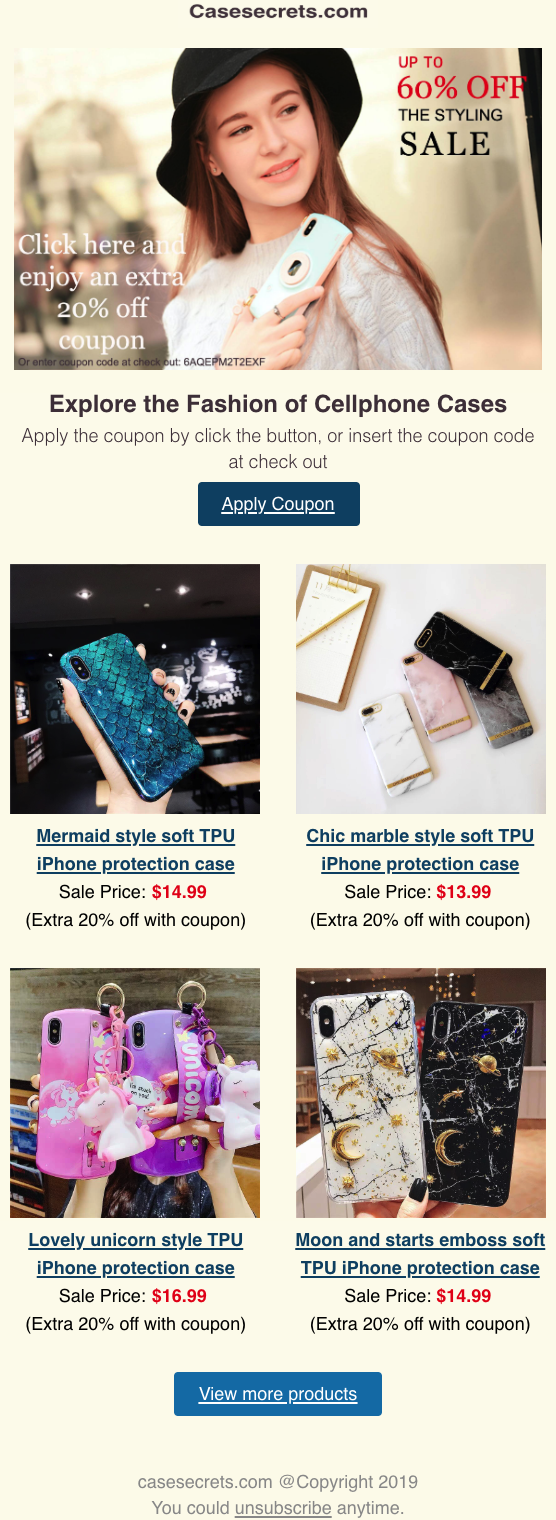 Casesecrets.com
UP TO
60% OFF
THE STYLING
SALE
Click here and
enjoy an extra
20% off
coupon
Or enter coupon code at check out: 6AQEPM2T2EXF
Explore the Fashion of Cellphone Cases
Apply the coupon by click the button, or insert the coupon code
at check out
Apply Coupon
Mermaid style soft TPU
iPhone protection case
Sale Price: $14.99
(Extra 20% off with coupon)
Chic marble style soft TPU
iPhone protection case
Sale Price: $13.99
(Extra 20% off with coupon)
UNICORN
I'm stuck
on you!
Lovely unicorn style TPU
iPhone protection case
Sale Price: $16.99
(Extra 20% off with coupon)
Moon and starts emboss soft
TPU iPhone protection case
Sale Price: $14.99
(Extra 20% off with coupon)
View more products
casesecrets.com @Copyright 2019
You could unsubscribe anytime.